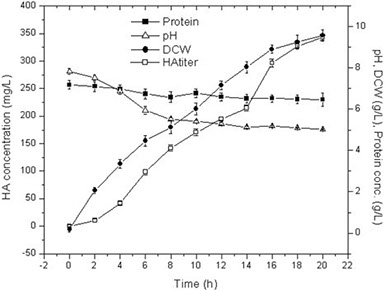 400
350
300
250
200
150
100
50
0
-50
HA concentration (mg/L)
Protein
pH
DCW
HAtiter
10
8
6
4
2
0
pH, DCW (g/L), Protein conc. (g/L)
-2 0 2 4 6 8 10 12 14 16 18 20 22
Time (h)